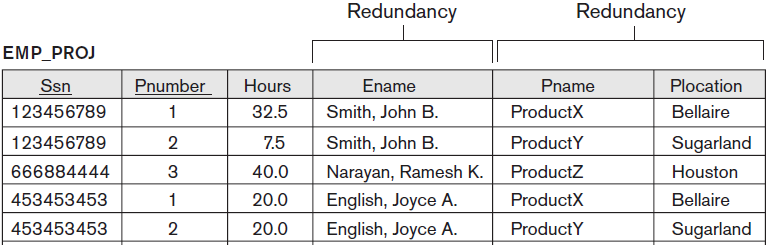 Redundancy Redundancy
EMP_PROJ
Ssn Pnumber Hours Ename Pname Plocation
123456789 1 32.5 Smith, John B. ProductX Bellaire
123456789 2 7.5 Smith, John B. ProductY Sugarland
666884444 3 40.0 Narayan, Ramesh K. ProductZ Houston
453453453 1 20.0 English, Joyce A. ProductX Bellaire
453453453 2 20.0 English, Joyce A. ProductY Sugarland